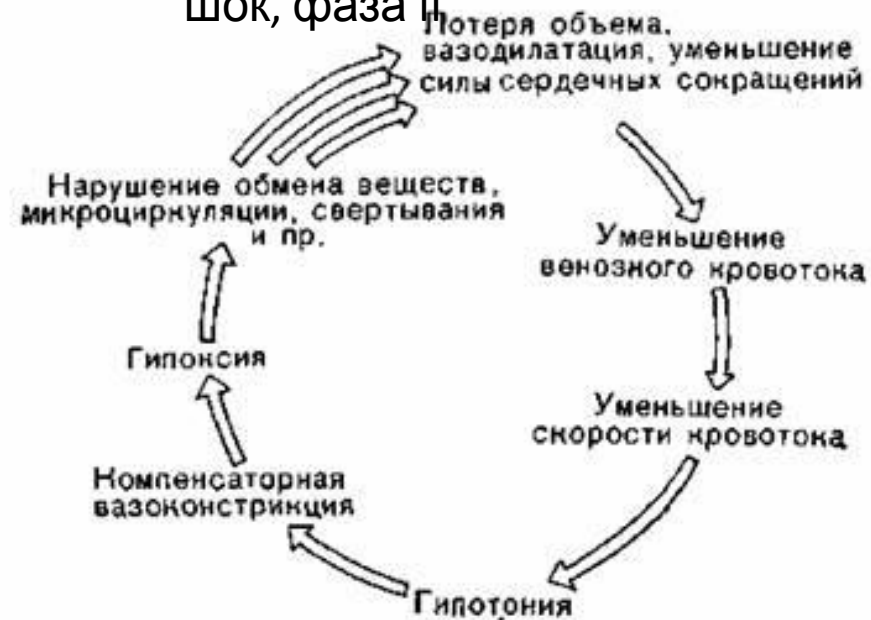 шок, фаза II
Потеря объема,
вазодилатация, уменьшение
силы сердечных сокращений
Уменьшение
венозного кровотока
Уменьшение
скорости кровотока
Гипотония
Компенсаторная
вазоконстрикция
Гипоксия
Нарушение обмена веществ,
микроциркуляции, свертывания
и пр.